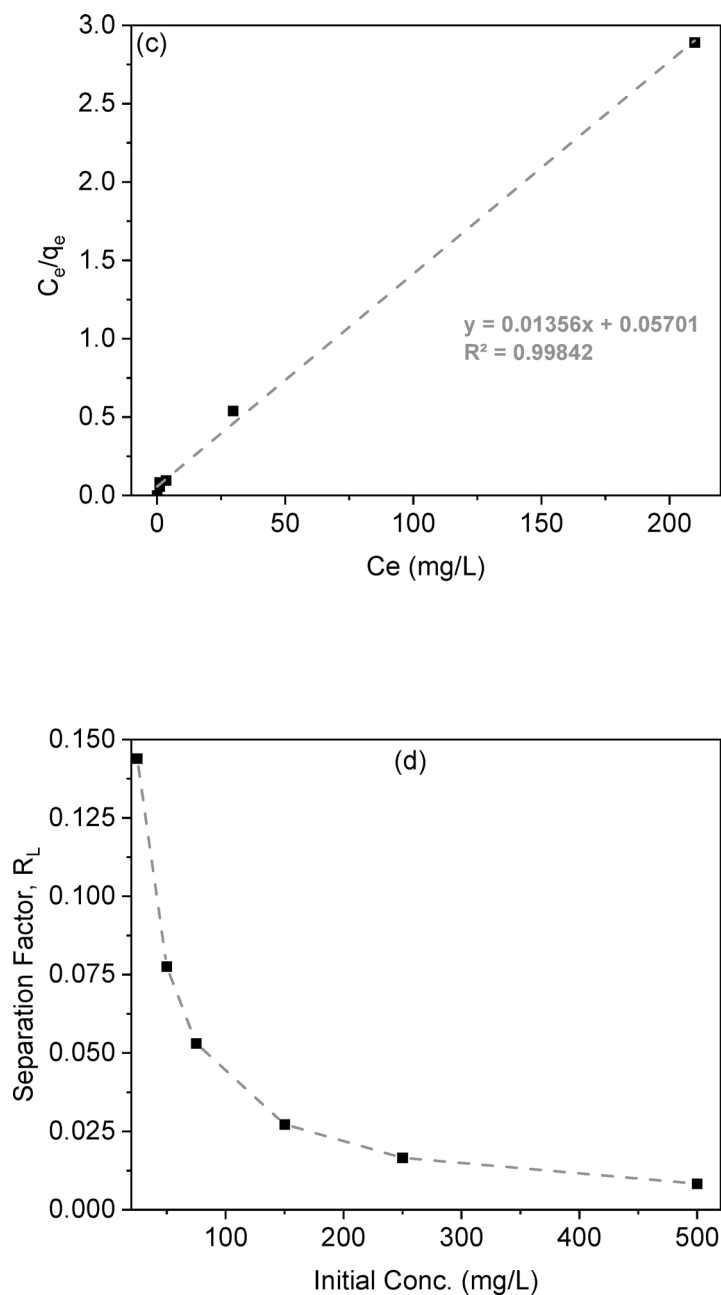 (c)
3.0
2.5
2.0
1.5
1.0
0.5
0.0
Ce/qe
y = 0.01356x + 0.05701
R² = 0.99842
0 50 100 150 200
Ce (mg/L)
(d)
0.150
0.125
0.100
0.075
0.050
0.025
0.000
Separation Factor, RL
100 200 300 400 500
Initial Conc. (mg/L)